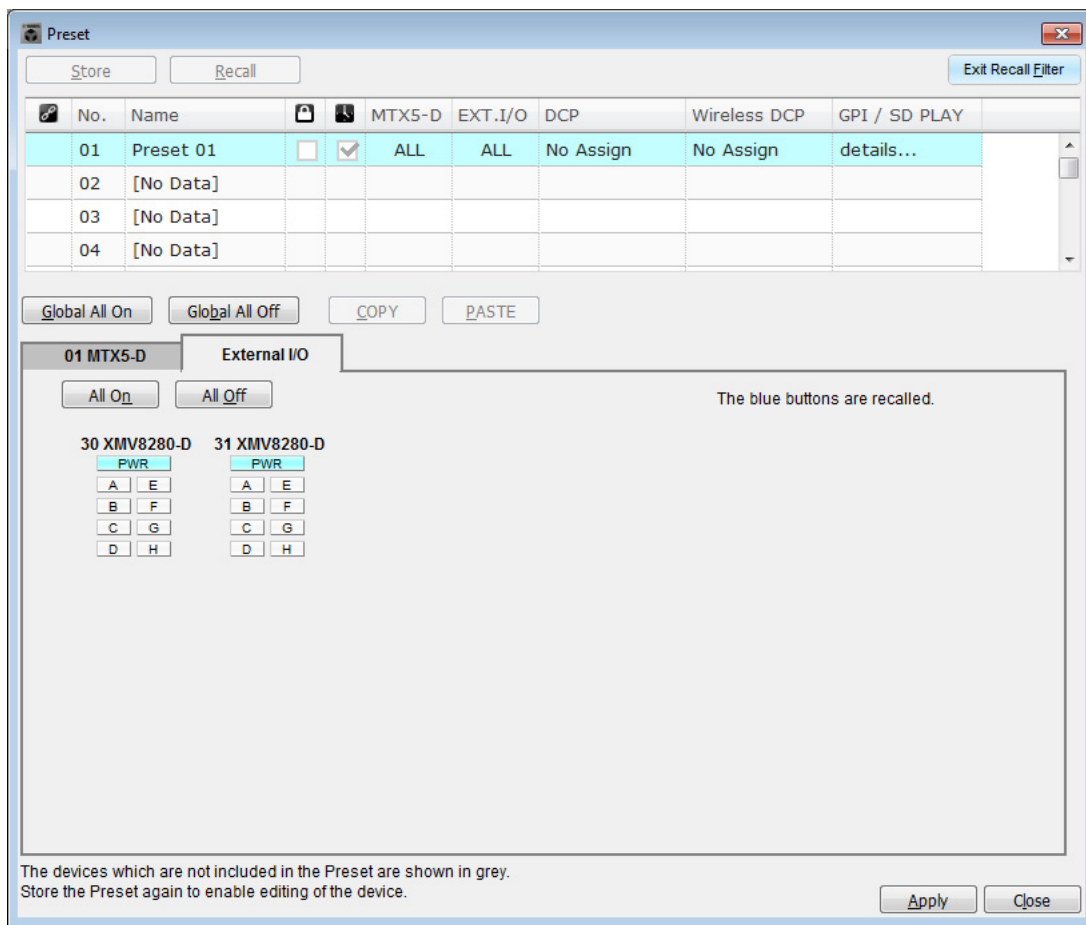 Preset
Store Recall Exit Recall Filter
No. Name MTX5-D EXT.I/O DCP Wireless DCP GPI / SD PLAY
01 Preset 01 ALL ALL No Assign No Assign details...
02 [No Data]
03 [No Data]
04 [No Data]
Global All On Global All Off COPY PASTE
01 MTX5-D External I/O
All On All Off The blue buttons are recalled.
30 XMV8280-D 31 XMV8280-D
PWR PWR
A E A E
B F B F
C G C G
D H D H
The devices which are not included in the Preset are shown in grey.
Store the Preset again to enable editing of the device.
Apply Close